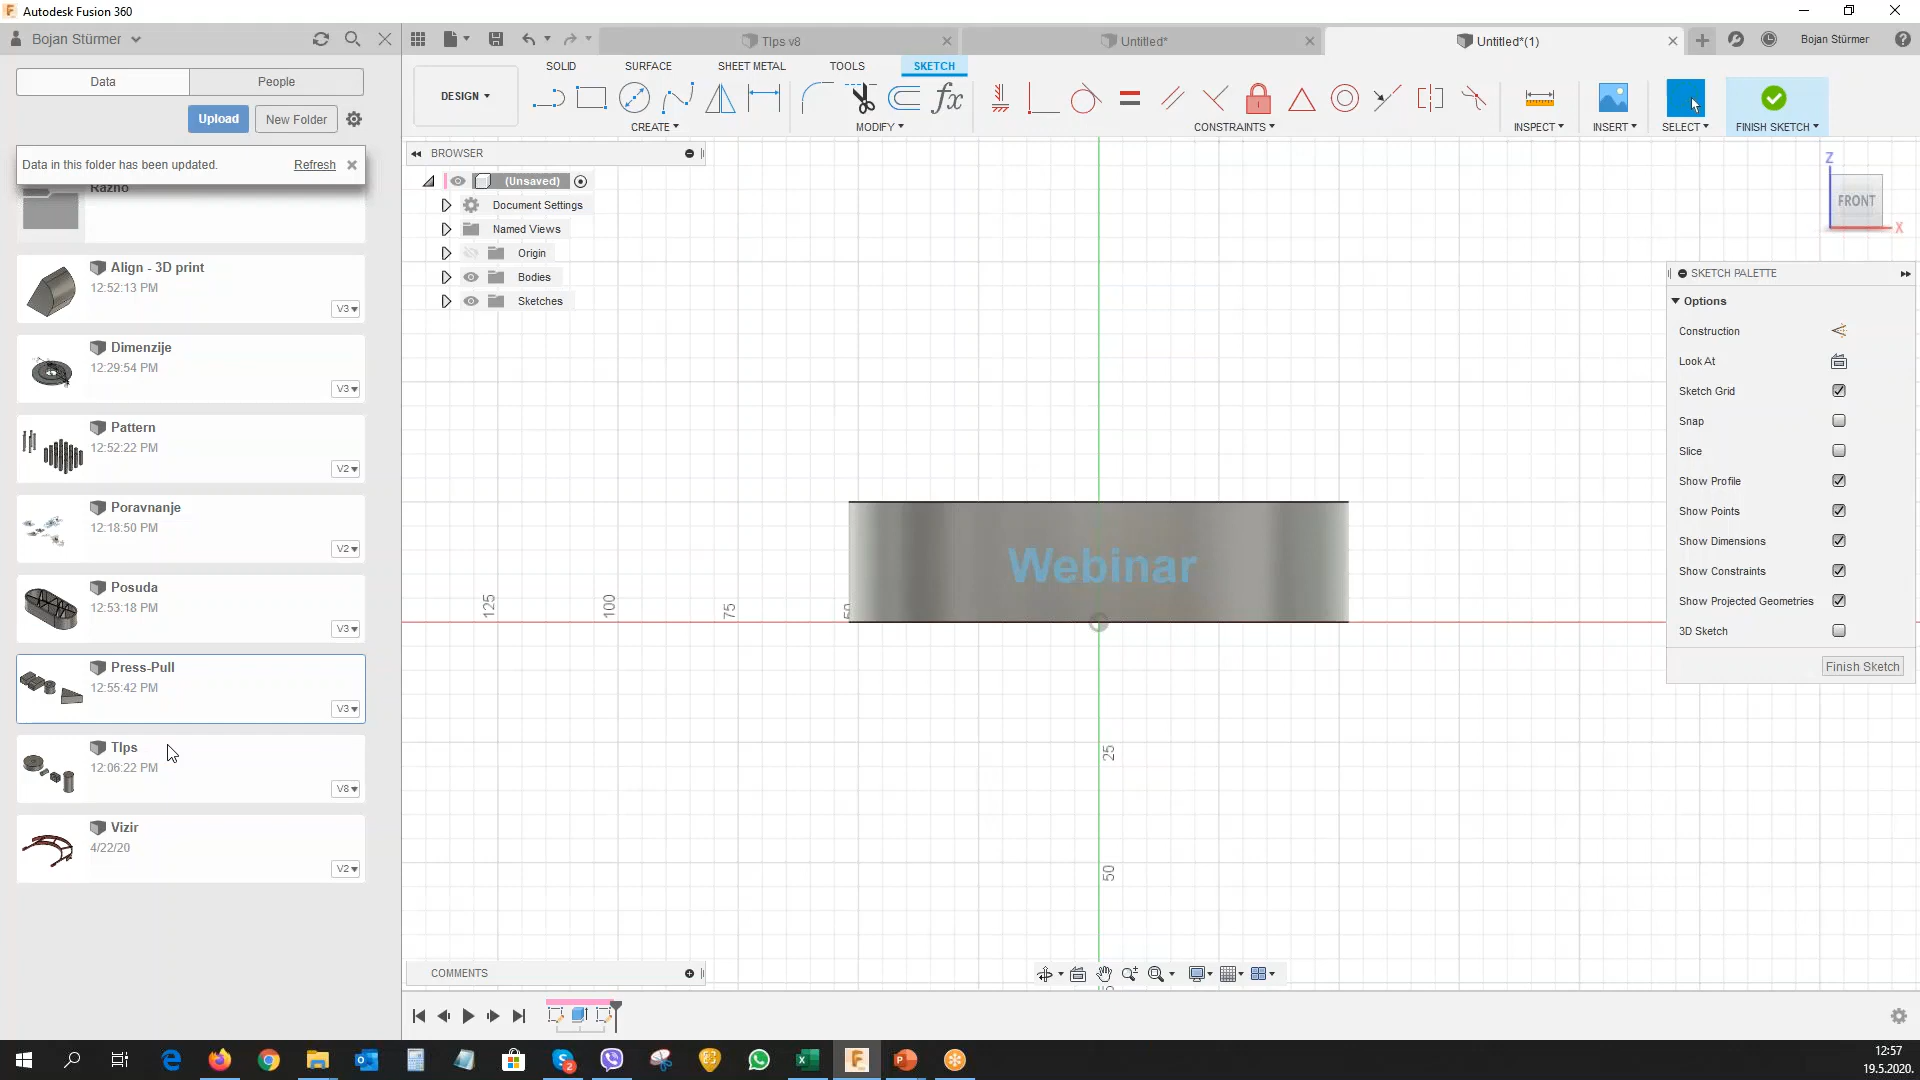 Autodesk Fusion 360
Bojan Stürmer
TIps v8
Untitled*
Untitled*(1)
Bojan Stürmer
Data
People
Upload
New Folder
Data in this folder has been updated.
Refresh
Razno
Align - 3D print
12:52:13 PM
V3
Dimenzije
12:29:54 PM
V3
Pattern
12:52:22 PM
V2
Poravnanje
12:18:50 PM
V2
Posuda
12:53:18 PM
V3
Press-Pull
12:55:42 PM
V3
TIps
12:06:22 PM
V8
Vizir
4/22/20
V2
SOLID
SURFACE
SHEET METAL
TOOLS
SKETCH
DESIGN
CREATE
MODIFY
CONSTRAINTS
INSPECT
INSERT
SELECT
FINISH SKETCH
BROWSER
(Unsaved)
Document Settings
Named Views
Origin
Bodies
Sketches
Z
FRONT
X
SKETCH PALETTE
Options
Construction
Look At
Sketch Grid
Snap
Slice
Show Profile
Show Points
Show Dimensions
Show Constraints
Show Projected Geometries
3D Sketch
Finish Sketch
Webinar
125
100
75
25
50
COMMENTS
12:57
19.5.2020.